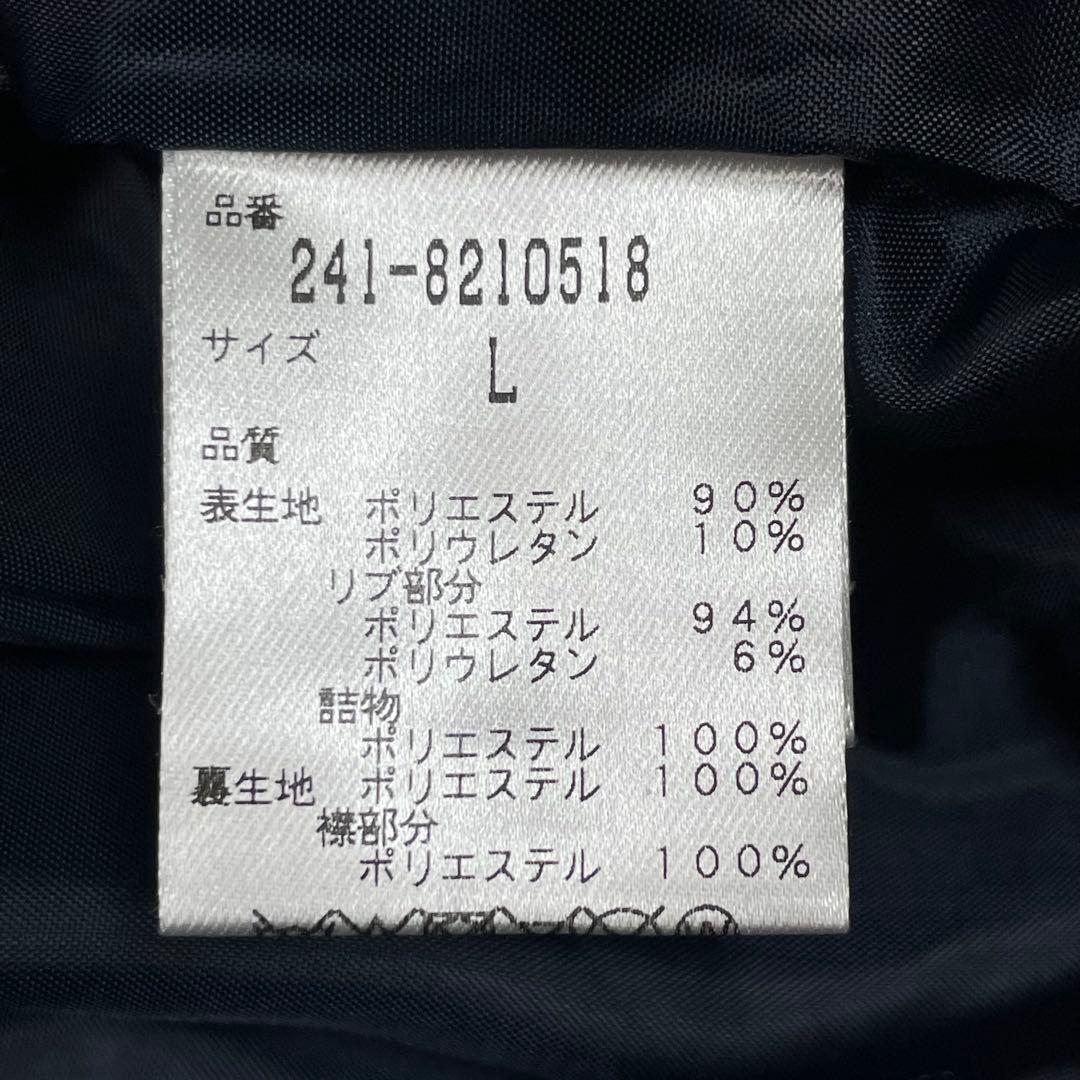 品番
241-8210518
サイズ
L
品質
表生地 ポリエステル 90%
ポリウレタン 10%
リブ部分
ポリエステル 94%
ポリウレタン 6%
詰物
ポリエステル 100%
裏生地 ポリエステル 100%
襟部分
ポリエステル 100%